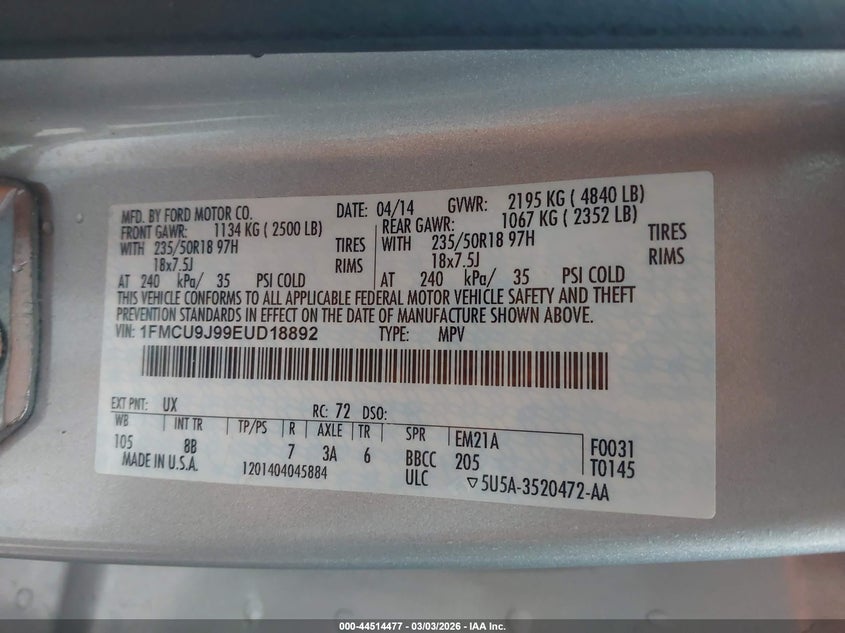 MFD. BY FORD MOTOR CO.
DATE: 04/14 GVWR: 2195 KG ( 4840 LB)
FRONT GAWR: 1134 KG ( 2500 LB)
WITH 235/50R18 97H TIRES
18x7.5J RIMS
AT 240 kPa/ 35 PSI COLD
REAR GAWR: 1067 KG ( 2352 LB)
WITH 235/50R18 97H TIRES
18x7.5J RIMS
AT 240 kPa/ 35 PSI COLD
THIS VEHICLE CONFORMS TO ALL APPLICABLE FEDERAL MOTOR VEHICLE SAFETY AND THEFT
PREVENTION STANDARDS IN EFFECT ON THE DATE OF MANUFACTURE SHOWN ABOVE.
VIN: 1FMCU9J99EUD18892 TYPE: MPV
EXT PNT: UX RC: 72 DSO:
WB INT TR TP/PS R AXLE TR SPR EM21A F0031
105 8B 7 3A 6 BBCC 205 T0145
MADE IN U.S.A. 1201404045884 ULC ▽5U5A-3520472-AA
000-44514477 - 03/03/2026 - IAA Inc.